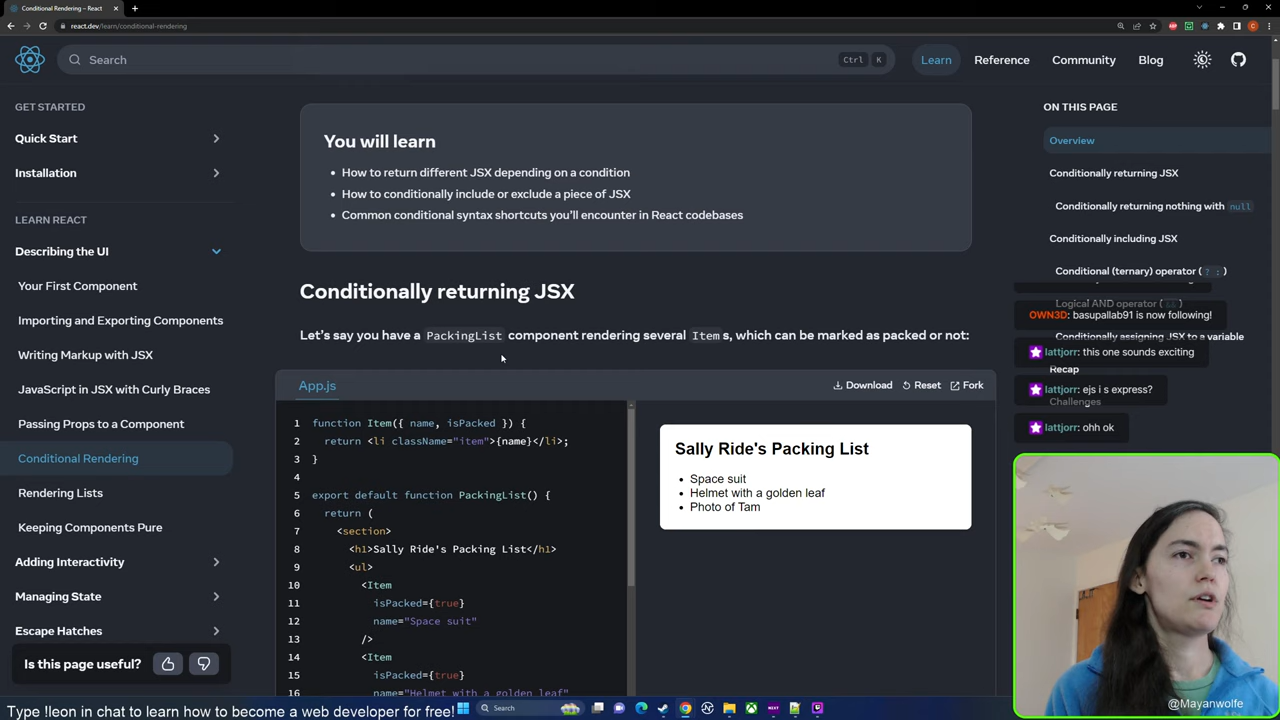 Conditional Rendering – React
react.dev/learn/conditional-rendering
Search
Ctrl K
Learn
Reference
Community
Blog
GET STARTED
Quick Start
Installation
LEARN REACT
Describing the UI
Your First Component
Importing and Exporting Components
Writing Markup with JSX
JavaScript in JSX with Curly Braces
Passing Props to a Component
Conditional Rendering
Rendering Lists
Keeping Components Pure
Adding Interactivity
Managing State
Escape Hatches
Is this page useful?
You will learn
• How to return different JSX depending on a condition
• How to conditionally include or exclude a piece of JSX
• Common conditional syntax shortcuts you'll encounter in React codebases
Conditionally returning JSX
Let's say you have a PackingList component rendering several Items, which can be marked as packed or not:
App.js
Download
Reset
Fork
1 function Item({ name, isPacked }) {
2 return <li className="item">{name}</li>;
3 }
4
5 export default function PackingList() {
6 return (
7 <section>
8 <h1>Sally Ride's Packing List</h1>
9 <ul>
10 <Item
11 isPacked={true}
12 name="Space suit"
13 />
14 <Item
15 isPacked={true}
16 name="Helmet with a golden leaf"
Sally Ride's Packing List
• Space suit
• Helmet with a golden leaf
• Photo of Tam
ON THIS PAGE
Overview
Conditionally returning JSX
Conditionally returning nothing with null
Conditionally including JSX
Conditional (ternary) operator (? :)
Logical AND operator (&&)
OWN3D: basupallab91 is now following!
Conditionally assigning JSX to a variable
lattjorr: this one sounds exciting
Recap
lattjorr: ejs i s express?
Challenges
lattjorr: ohh ok
@Mayanwolfe
Type !leon in chat to learn how to become a web developer for free!
Search